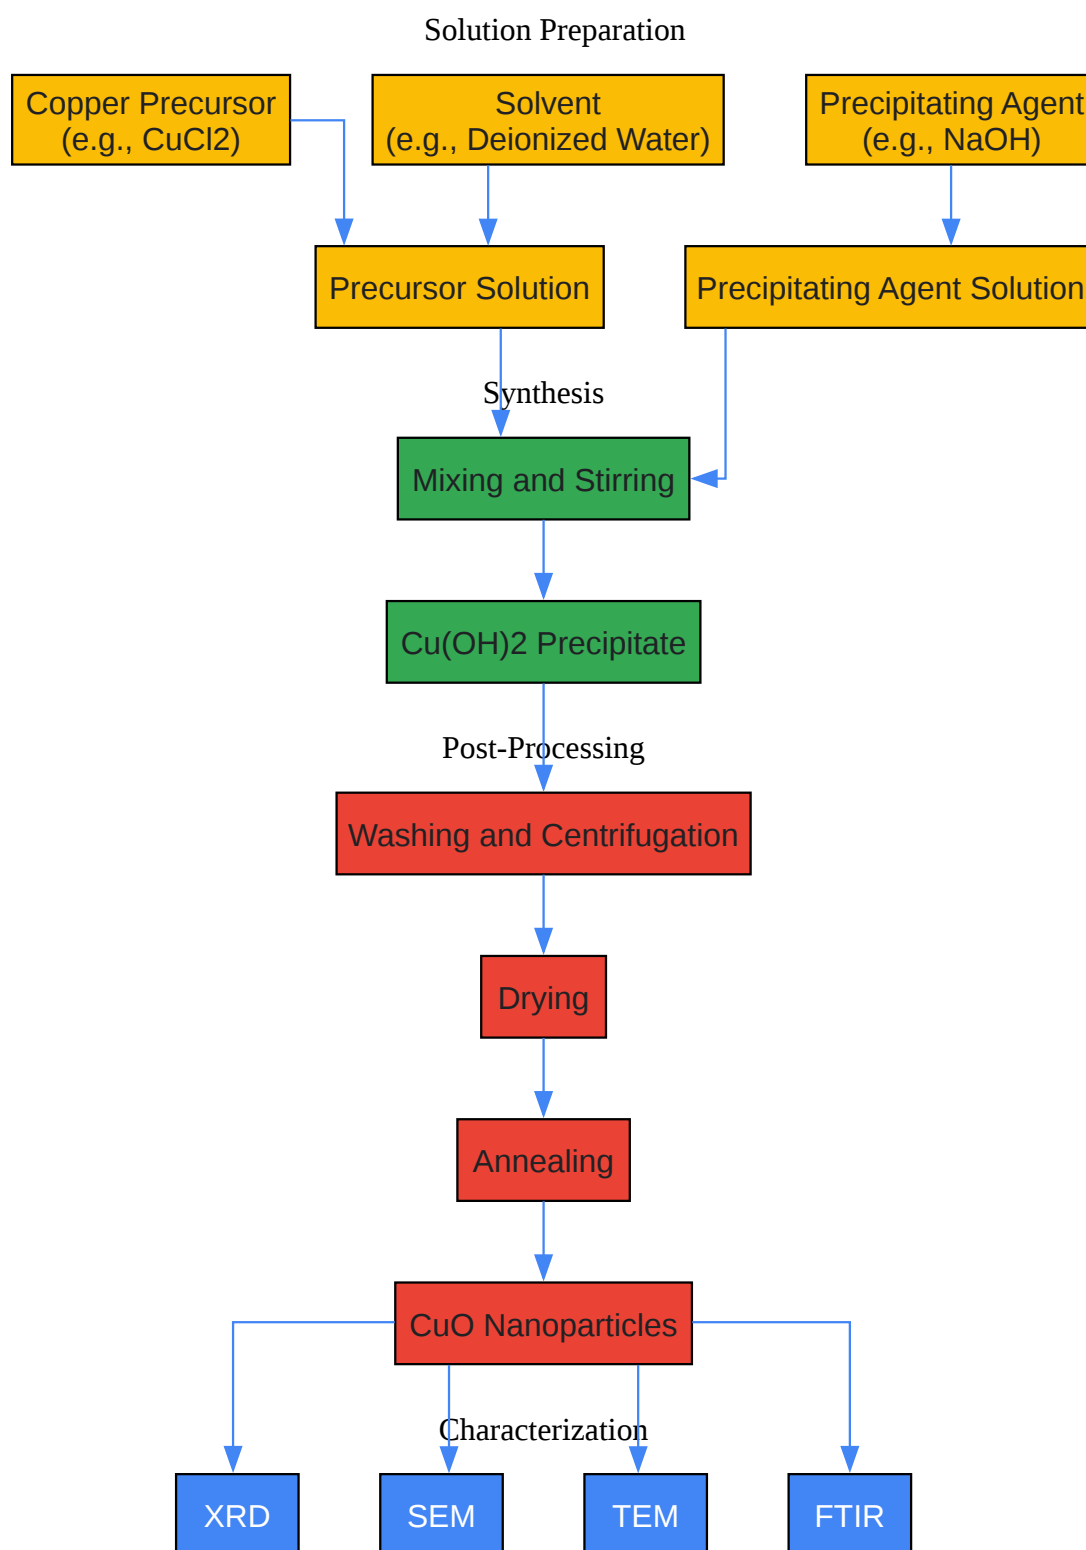 Solution Preparation
Copper Precursor
(e.g., CuCl2)
Solvent
(e.g., Deionized Water)
Precipitating Agent
(e.g., NaOH)
Precursor Solution
Precipitating Agent Solution
Synthesis
Mixing and Stirring
Cu(OH)2 Precipitate
Post-Processing
Washing and Centrifugation
Drying
Annealing
CuO Nanoparticles
Characterization
XRD
SEM
TEM
FTIR